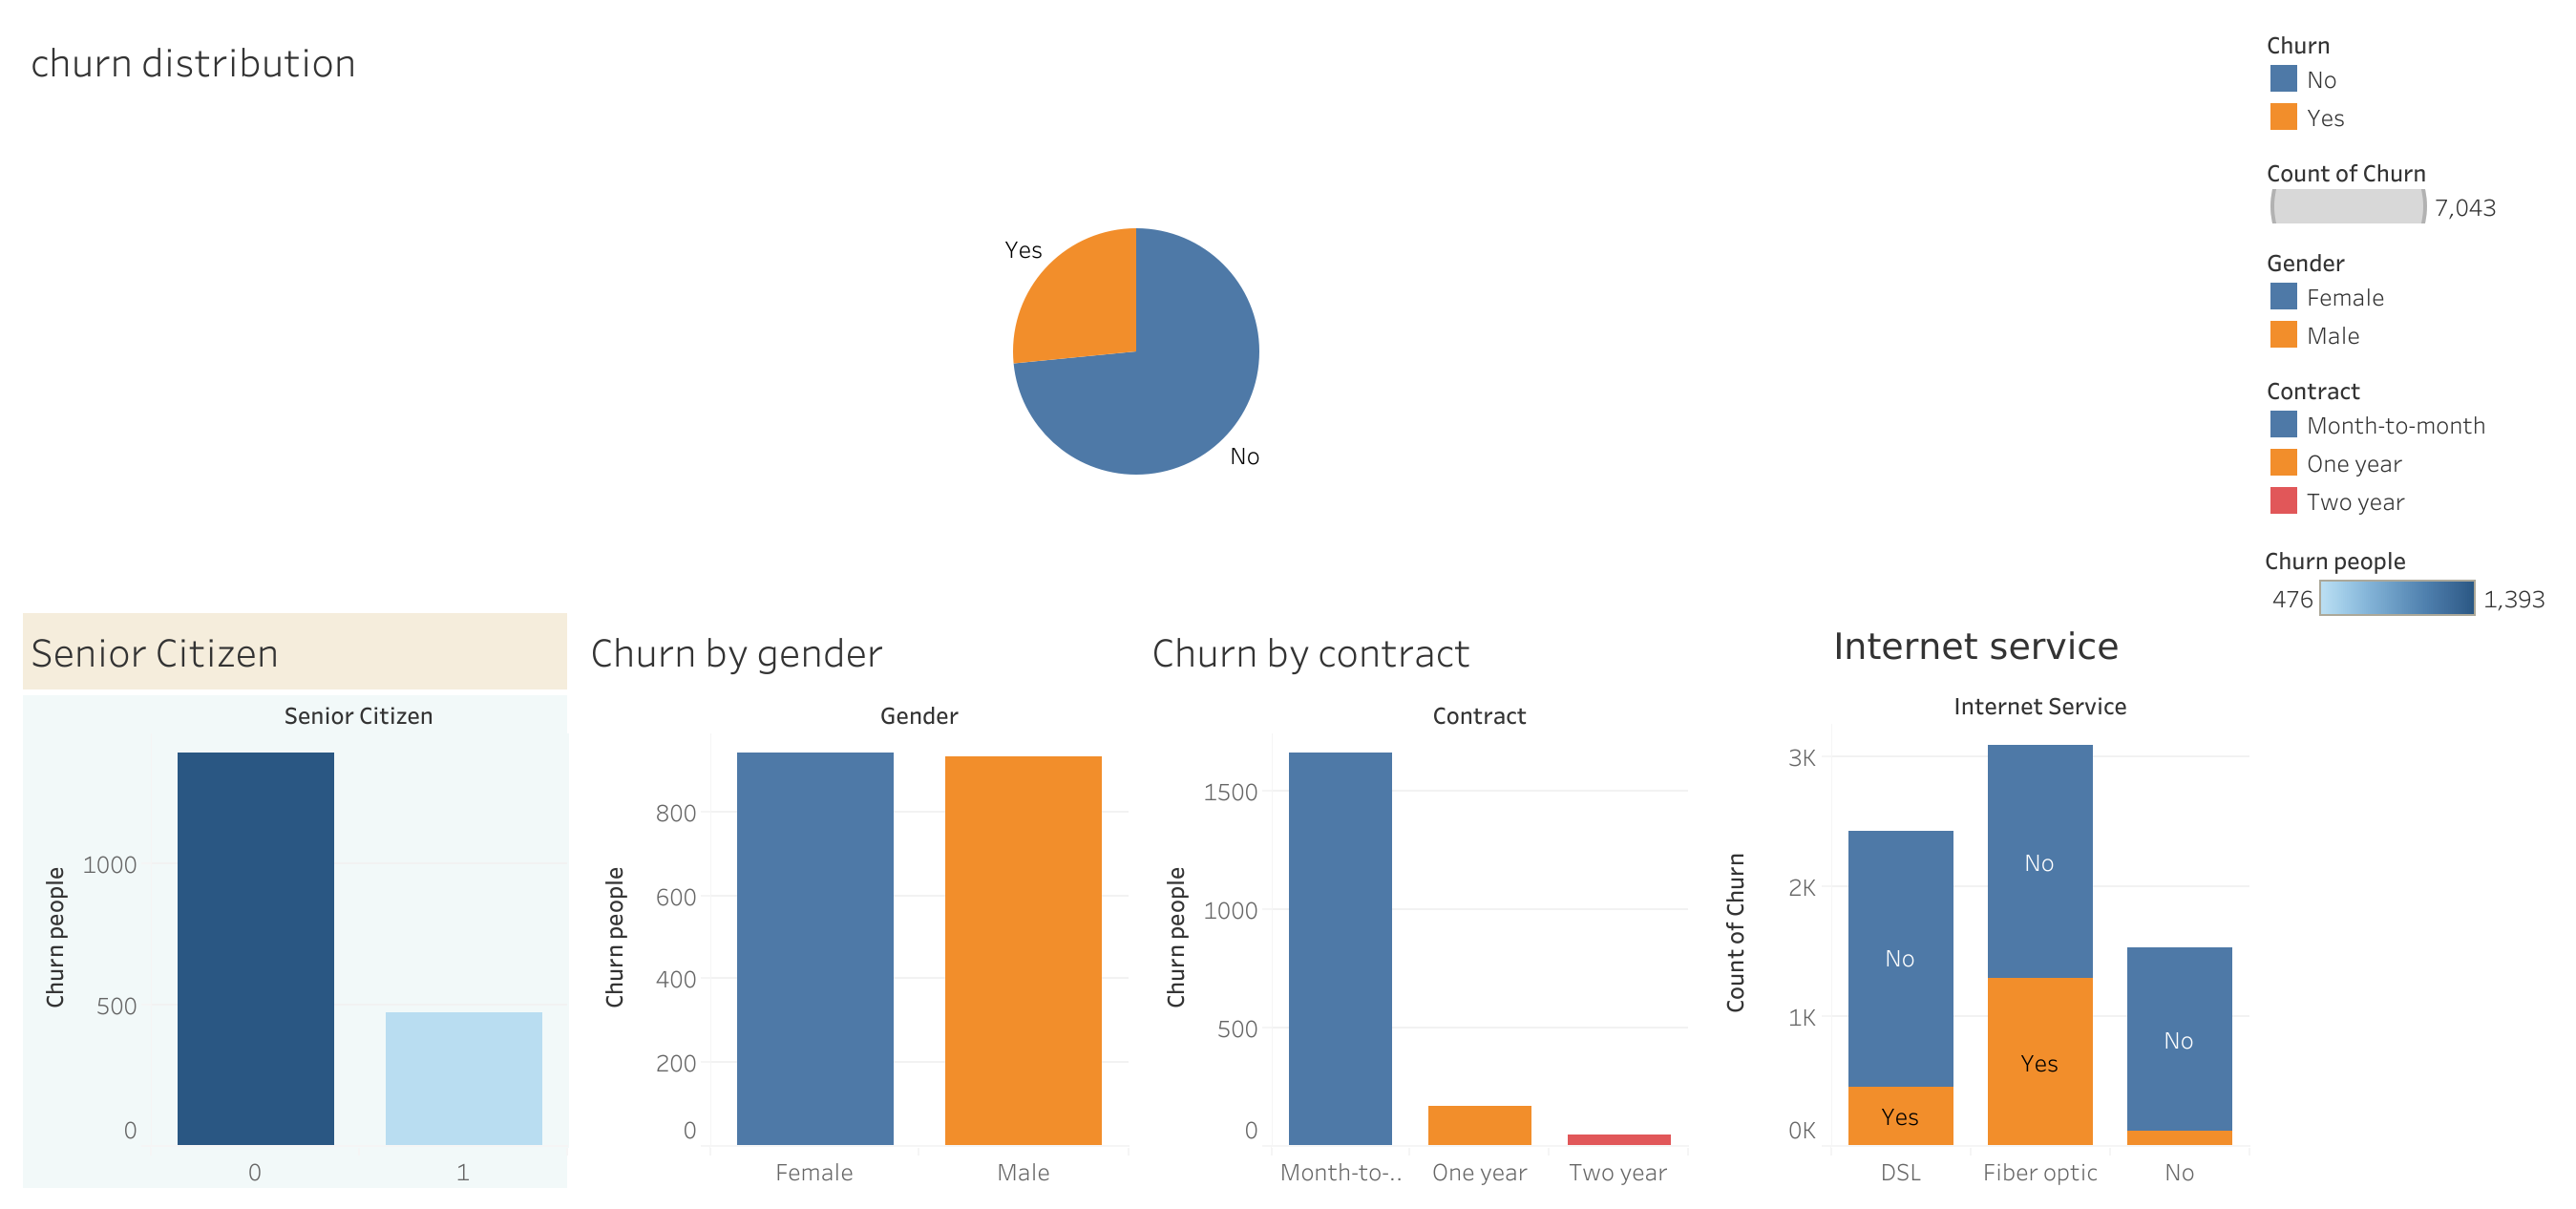 churn distribution
Yes
No
Churn
No
Yes
Count of Churn
7,043
Gender
Female
Male
Contract
Month-to-month
One year
Two year
Churn people
476 1,393
Senior Citizen
Senior Citizen
Churn people
1000
500
0
0 1
Churn by gender
Gender
Churn people
800
600
400
200
0
Female Male
Churn by contract
Contract
Churn people
1500
1000
500
0
Month-to-.. One year Two year
Internet service
Internet Service
Count of Churn
3K
2K
1K
0K
No
Yes
No
Yes
No
DSL Fiber optic No